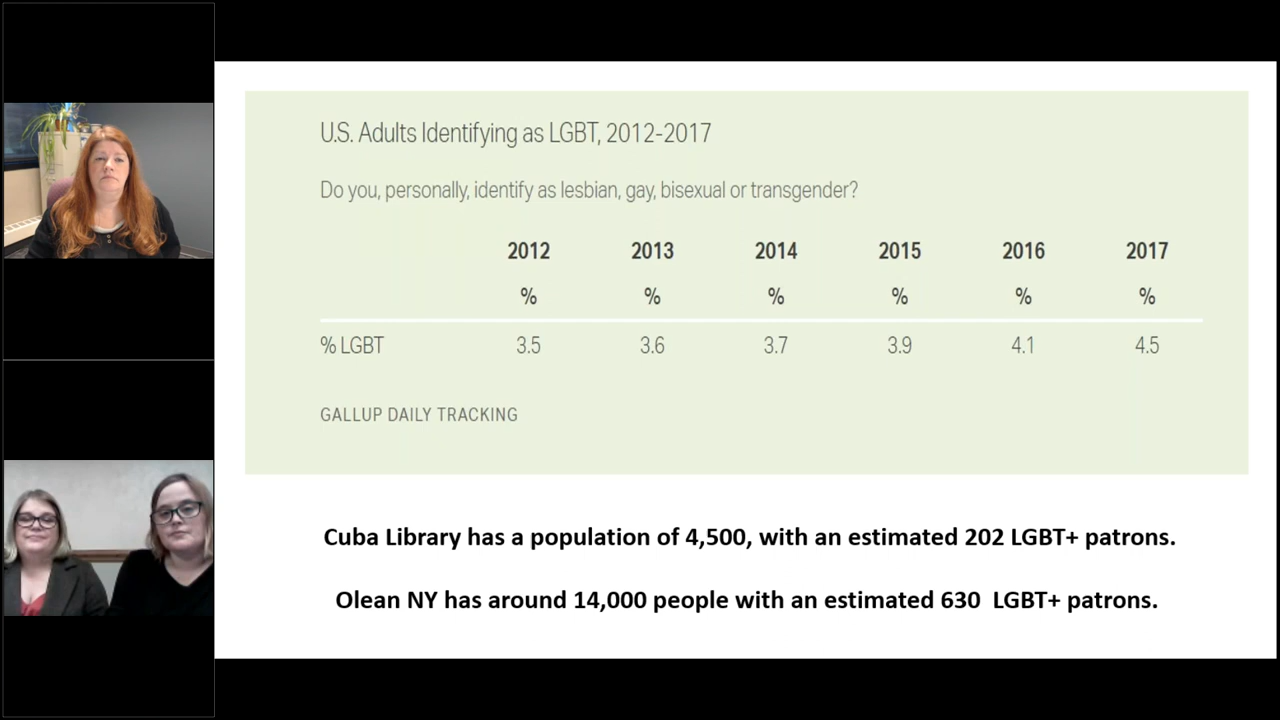 U.S. Adults Identifying as LGBT, 2012-2017
Do you, personally, identify as lesbian, gay, bisexual or transgender?
2012 2013 2014 2015 2016 2017
% % % % % %
% LGBT 3.5 3.6 3.7 3.9 4.1 4.5
GALLUP DAILY TRACKING
Cuba Library has a population of 4,500, with an estimated 202 LGBT+ patrons.
Olean NY has around 14,000 people with an estimated 630 LGBT+ patrons.